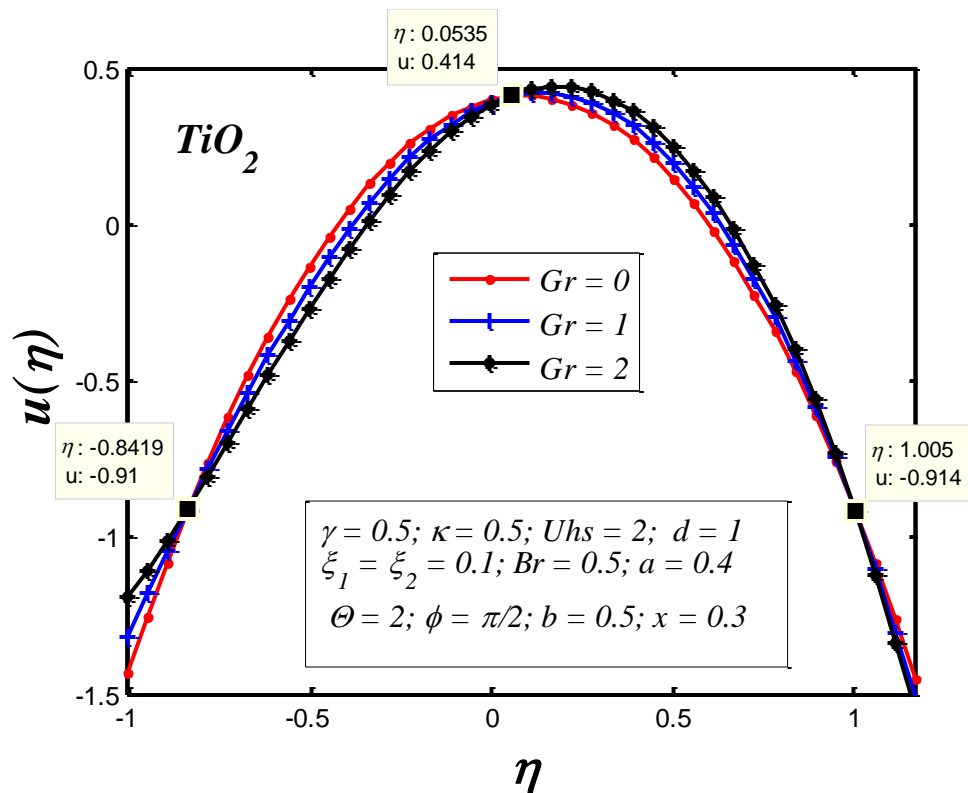 η: 0.0535
u: 0.414
0.5
TiO2
0
Gr = 0
Gr = 1
Gr = 2
u(η)
-0.5
η: -0.8419
u: -0.91
η: 1.005
u: -0.914
γ = 0.5; κ = 0.5; Uhs = 2; d = 1
ξ1 = ξ2 = 0.1; Br = 0.5; a = 0.4
Θ = 2; ϕ = π/2; b = 0.5; x = 0.3
-1
-1.5
-1 -0.5 0 0.5 1
η